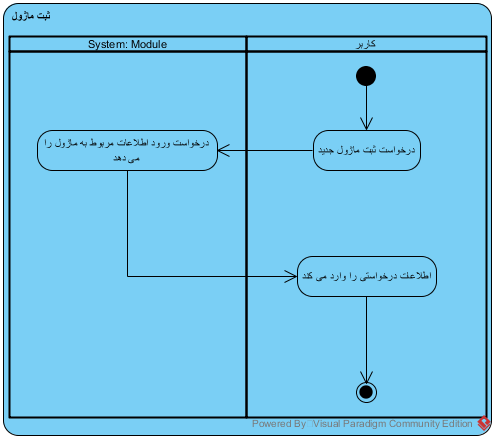 ثبت ماژول
System: Module
کاربر
درخواست ثبت ماژول جدید
درخواست ورود اطلاعات مربوط به ماژول را
می دهد
اطلاعات درخواستی را وارد می کند
Powered By Visual Paradigm Community Edition